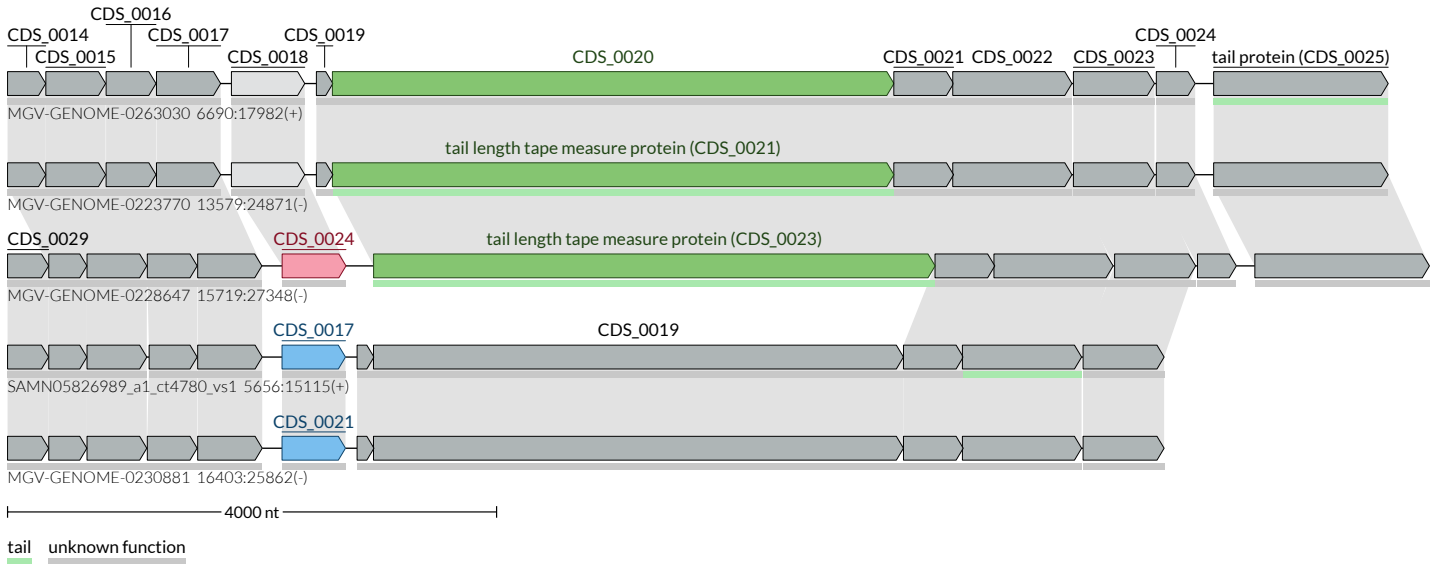 CDS_0016
CDS_0014 CDS_0017 CDS_0019 CDS_0024
CDS_0015 CDS_0018 CDS_0020 CDS_0021 CDS_0022 CDS_0023 tail protein (CDS_0025)
MGV-GENOME-0263030 6690:17982(+)
tail length tape measure protein (CDS_0021)
MGV-GENOME-0223770 13579:24871(-)
CDS_0029 CDS_0024 tail length tape measure protein (CDS_0023)
MGV-GENOME-0228647 15719:27348(-)
CDS_0017 CDS_0019
SAMN05826989_a1_ct4780_vs1 5656:15115(+)
CDS_0021
MGV-GENOME-0230881 16403:25862(-)
4000 nt
tail unknown function